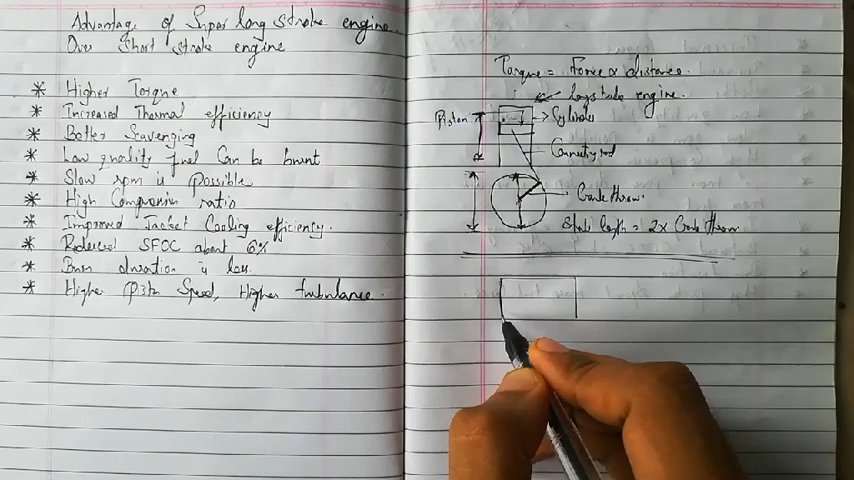 Advantage of Super long stroke engine
Over Short stroke engine
* Higher Torque
* Increased Thermal efficiency
* Better Scavenging
* Low quality fuel Can be burnt
* Slow rpm is possible
* High Compression ratio
* Improved Jacket Cooling efficiency.
* Reduced SFOC about 6%
* Burn duration is less.
* Higher Piston Speed, Higher turbulance.
Torque = Force x distance.
Long stroke engine.
Piston
Cylinder
Connecting rod
Crank throw.
Stroke length = 2x Crank throw